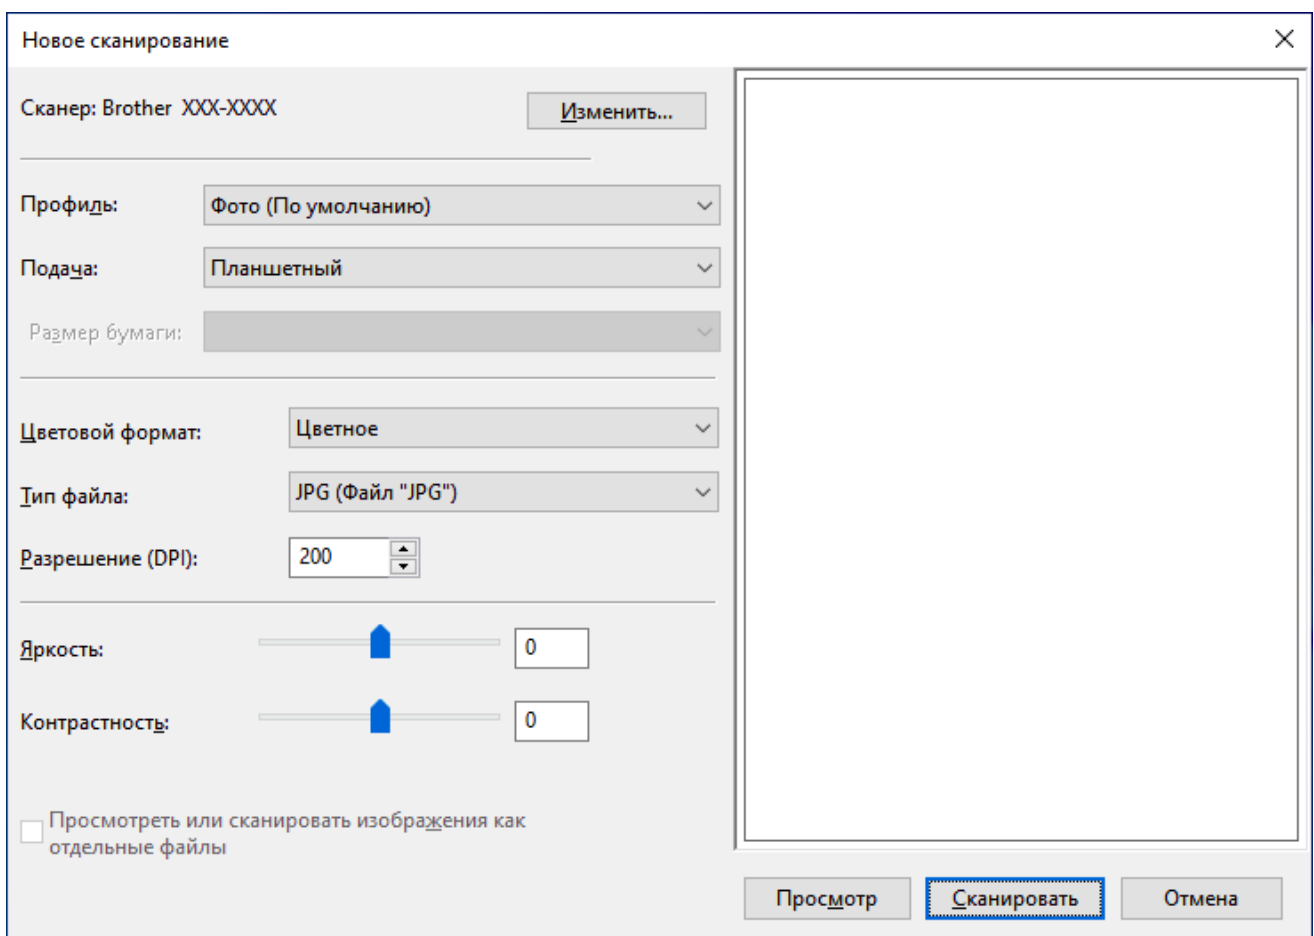 Новое сканирование
Сканер: Brother XXX-XXXX
Изменить...
Профиль:
Фото (По умолчанию)
Подача:
Планшетный
Размер бумаги:
Цветовой формат:
Цветное
Тип файла:
JPG (Файл "JPG")
Разрешение (DPI):
200
Яркость:
0
Контрастность:
0
Просмотреть или сканировать изображения как
отдельные файлы
Просмотр
Сканировать
Отмена